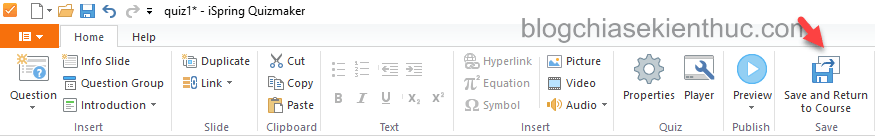 quiz1* - iSpring Quizmaker
blogchiasekienthuc.com
Home Help
Question
Info Slide
Question Group
Introduction
Insert
Duplicate
Link
Slide
Cut
Copy
Paste
Clipboard
B I U X₂ X²
Text
Hyperlink
Equation
Symbol
Picture
Video
Audio
Insert
Properties
Player
Quiz
Preview
Publish
Save and Return
to Course
Save